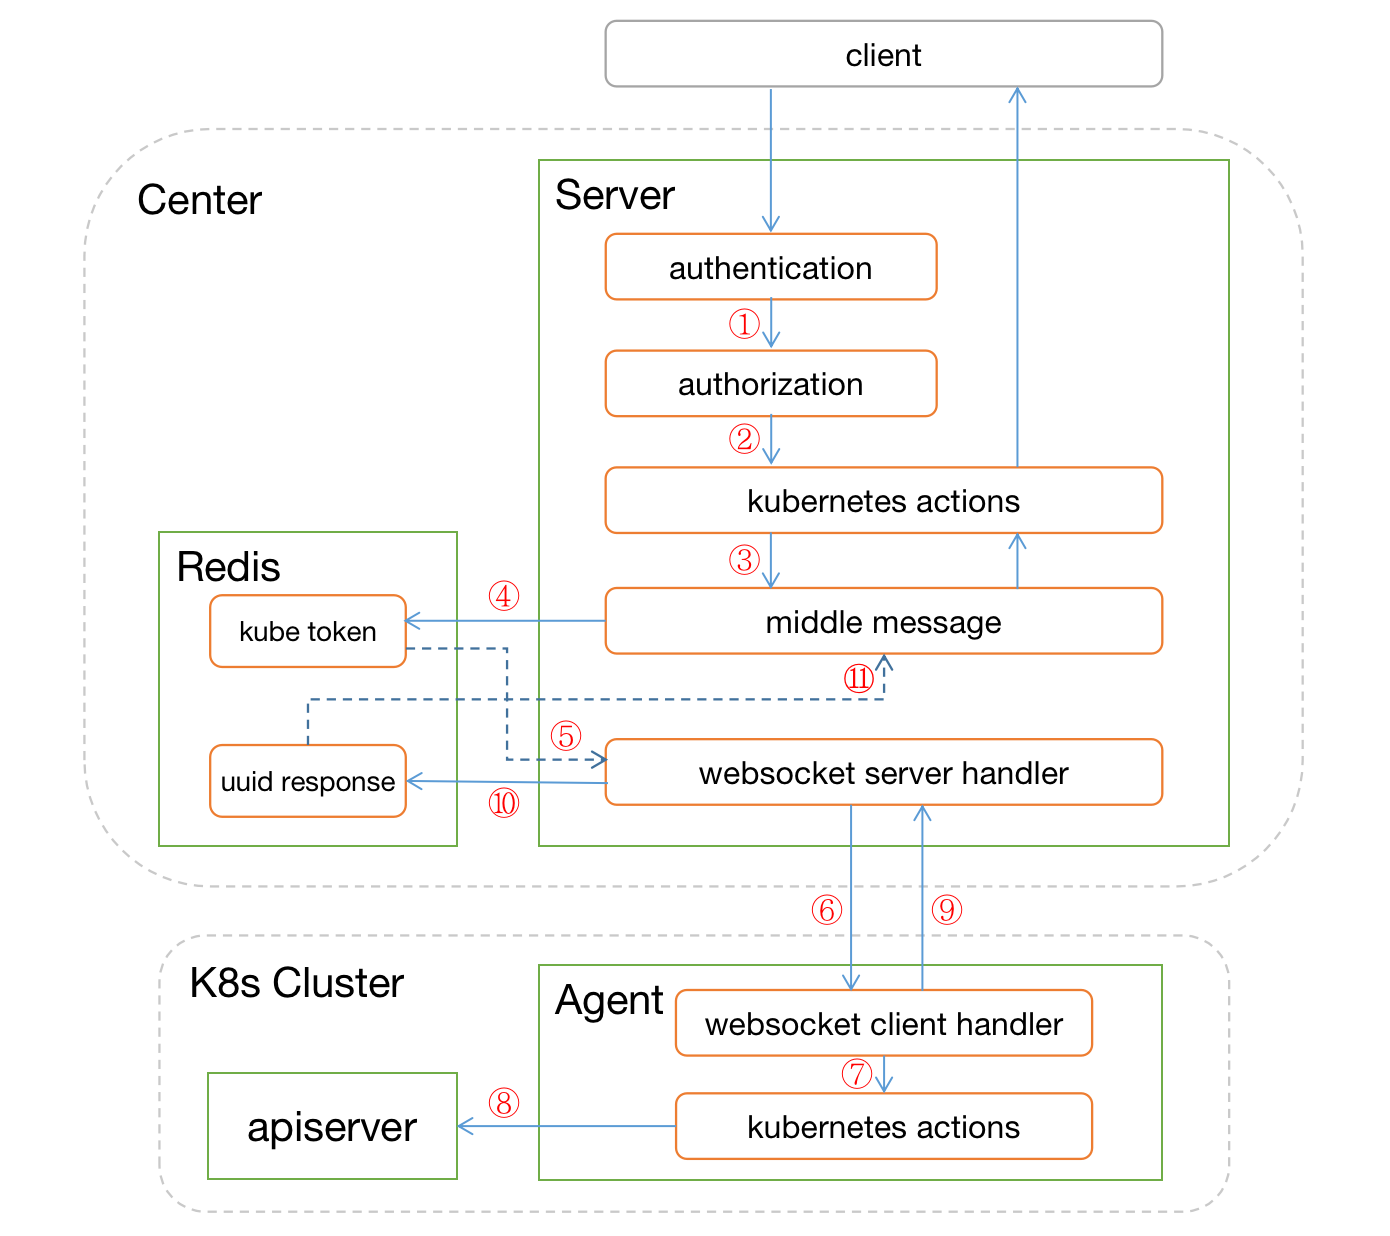 client
Center
Server
authentication
①
authorization
②
kubernetes actions
③
Redis
④
kube token
middle message
⑪
⑤
uuid response
websocket server handler
⑩
⑥
⑨
K8s Cluster
Agent
websocket client handler
⑦
⑧
apiserver
kubernetes actions